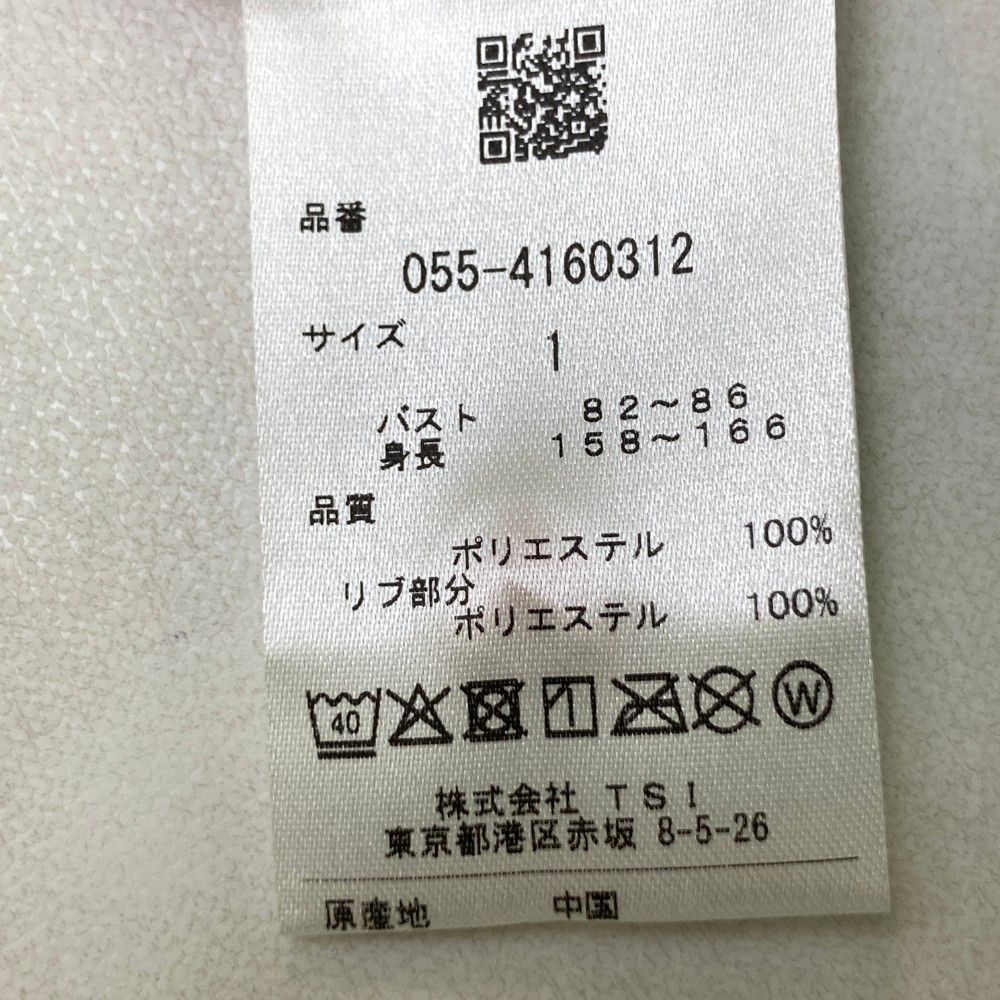 品番
055-4160312
サイズ 1
バスト 82～86
身長 158～166
品質
ポリエステル 100%
リブ部分
ポリエステル 100%
40 W
株式会社 TSI
東京都港区赤坂 8-5-26
原産地 中国